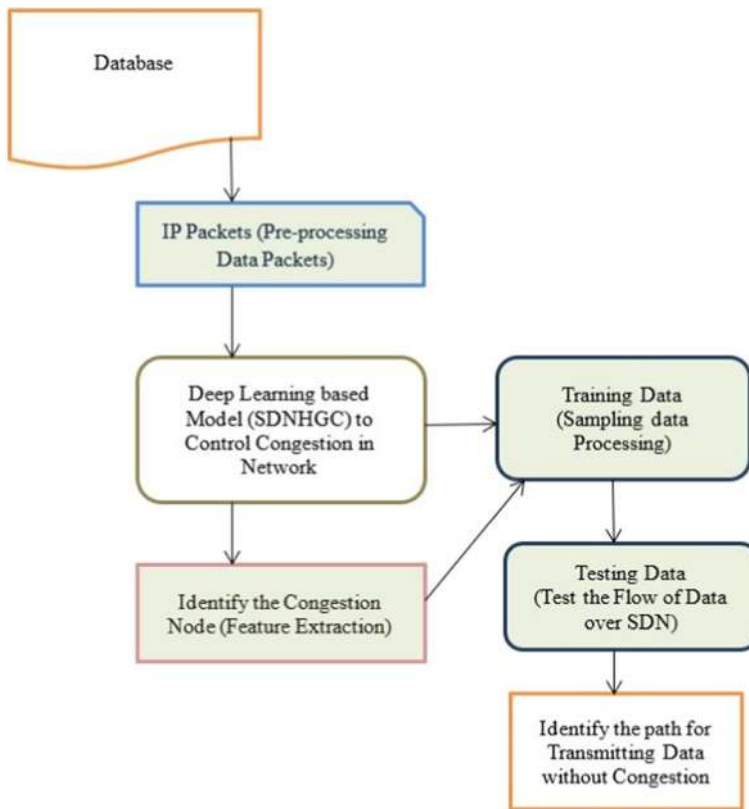 Database
IP Packets (Pre-processing
Data Packets)
Deep Learning based
Model (SDNHGC) to
Control Congestion in
Network
Training Data
(Sampling data
Processing)
Identify the Congestion
Node (Feature Extraction)
Testing Data
(Test the Flow of Data
over SDN)
Identify the path for
Transmitting Data
without Congestion